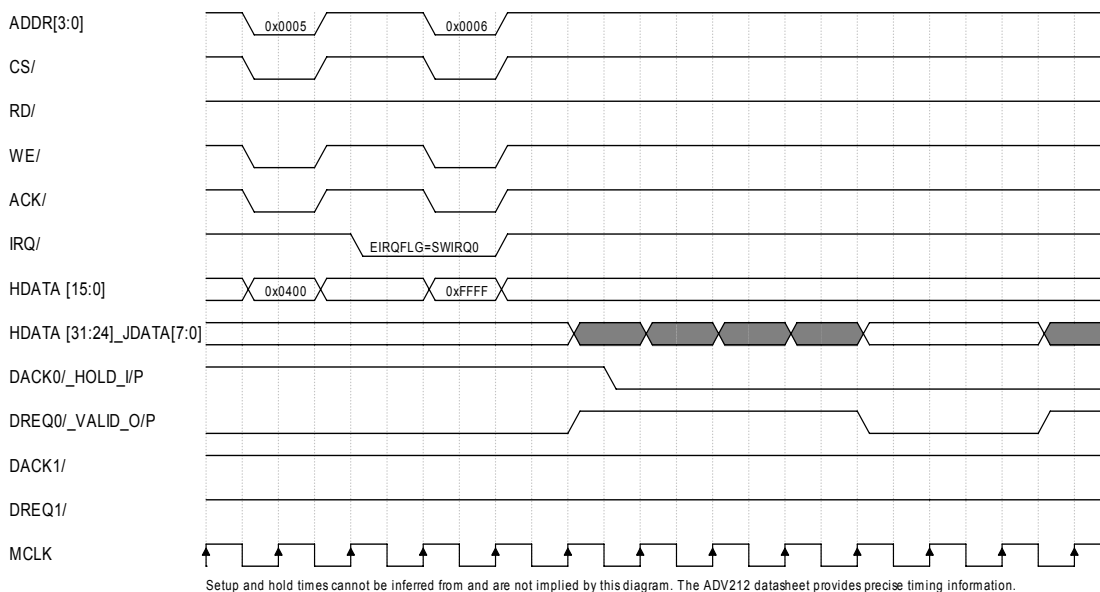 ADDR[3:0] 0x0005 0x0006
CS/
RD/
WE/
ACK/
IRQ/ EIRQFLG=SWIRQ0
HDATA [15:0] 0x0400 0xFFFF
HDATA [31:24]_JDATA[7:0]
DACK0/_HOLD_I/P
DREQ0/_VALID_O/P
DACK1/
DREQ1/
MCLK
Setup and hold times cannot be inferred from and are not implied by this diagram. The ADV212 datasheet provides precise timing information.